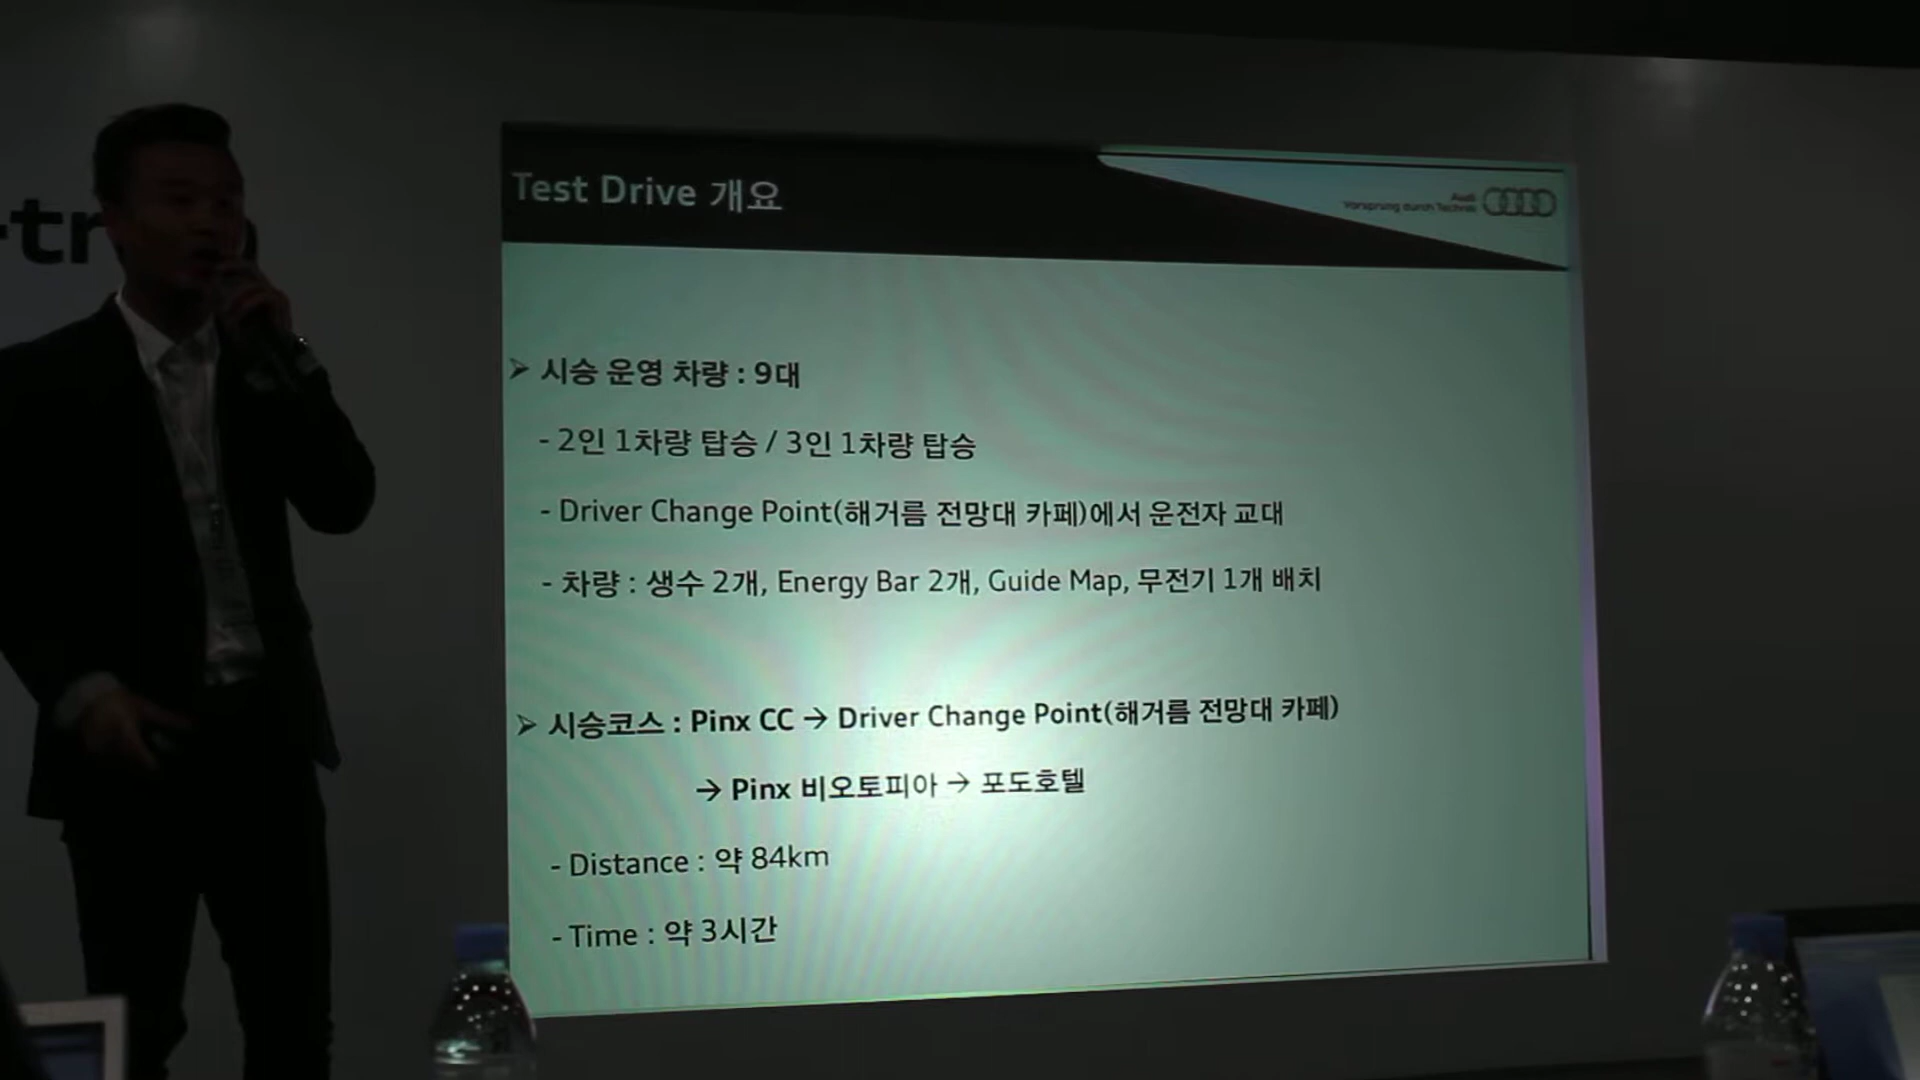 -tr
Test Drive 개요
Audi
Vorsprung durch Technik
➢ 시승 운영 차량 : 9대
- 2인 1차량 탑승 / 3인 1차량 탑승
- Driver Change Point(해거름 전망대 카페)에서 운전자 교대
- 차량 : 생수 2개, Energy Bar 2개, Guide Map, 무전기 1개 배치
➢ 시승코스 : Pinx CC → Driver Change Point(해거름 전망대 카페)
→ Pinx 비오토피아 → 포도호텔
- Distance : 약 84km
- Time : 약 3시간